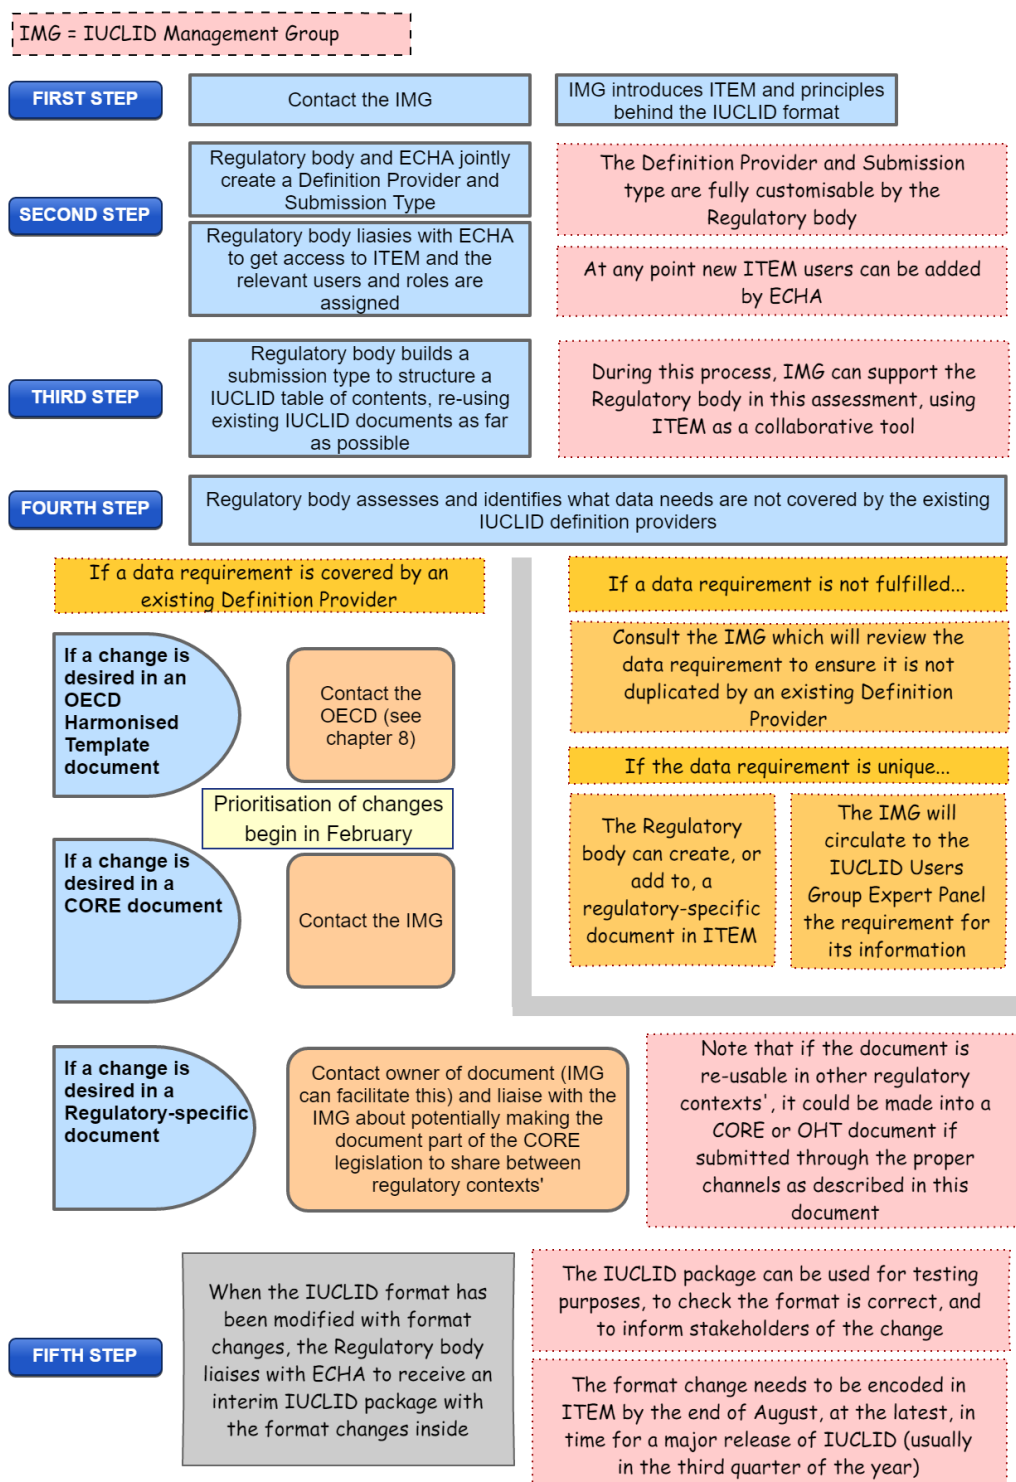 IMG = IUCLID Management Group
FIRST STEP
Contact the IMG
IMG introduces ITEM and principles
behind the IUCLID format
SECOND STEP
Regulatory body and ECHA jointly
create a Definition Provider and
Submission Type
The Definition Provider and Submission
type are fully customisable by the
Regulatory body
Regulatory body liasies with ECHA
to get access to ITEM and the
relevant users and roles are
assigned
At any point new ITEM users can be added
by ECHA
THIRD STEP
Regulatory body builds a
submission type to structure a
IUCLID table of contents, re-using
existing IUCLID documents as far
as possible
During this process, IMG can support the
Regulatory body in this assessment, using
ITEM as a collaborative tool
FOURTH STEP
Regulatory body assesses and identifies what data needs are not covered by the existing
IUCLID definition providers
If a data requirement is covered by an
existing Definition Provider
If a change is
desired in an
OECD
Harmonised
Template
document
Contact the
OECD (see
chapter 8)
Prioritisation of changes
begin in February
If a change is
desired in a
CORE document
Contact the IMG
If a data requirement is not fulfilled...
Consult the IMG which will review the
data requirement to ensure it is not
duplicated by an existing Definition
Provider
If the data requirement is unique...
The Regulatory
body can create, or
add to, a
regulatory-specific
document in ITEM
The IMG will
circulate to the
IUCLID Users
Group Expert Panel
the requirement for
its information
If a change is
desired in a
Regulatory-specific
document
Contact owner of document (IMG
can facilitate this) and liaise with the
IMG about potentially making the
document part of the CORE
legislation to share between
regulatory contexts'
Note that if the document is
re-usable in other regulatory
contexts', it could be made into a
CORE or OHT document if
submitted through the proper
channels as described in this
document
FIFTH STEP
When the IUCLID format has
been modified with format
changes, the Regulatory body
liaises with ECHA to receive an
interim IUCLID package with
the format changes inside
The IUCLID package can be used for testing
purposes, to check the format is correct, and
to inform stakeholders of the change
The format change needs to be encoded in
ITEM by the end of August, at the latest, in
time for a major release of IUCLID (usually
in the third quarter of the year)